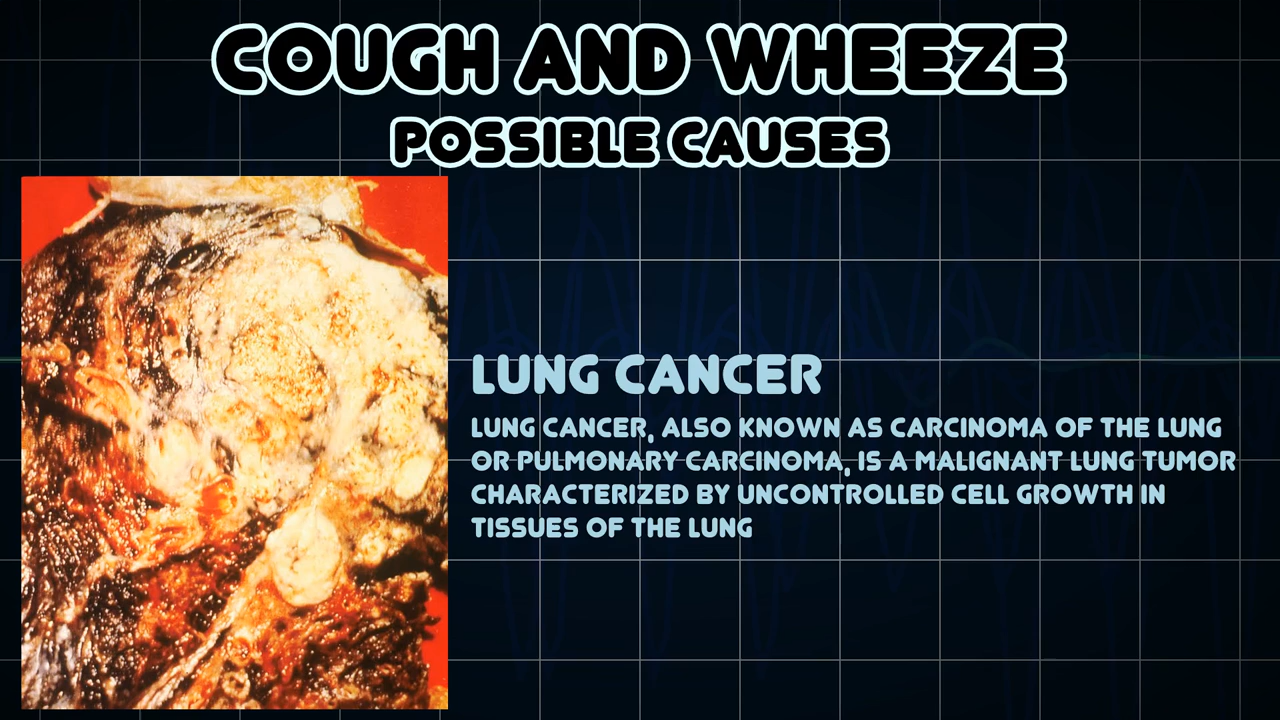 COUGH AND WHEEZE
POSSIBLE CAUSES
LUNG CANCER
LUNG CANCER, ALSO KNOWN AS CARCINOMA OF THE LUNG
OR PULMONARY CARCINOMA, IS A MALIGNANT LUNG TUMOR
CHARACTERIZED BY UNCONTROLLED CELL GROWTH IN
TISSUES OF THE LUNG